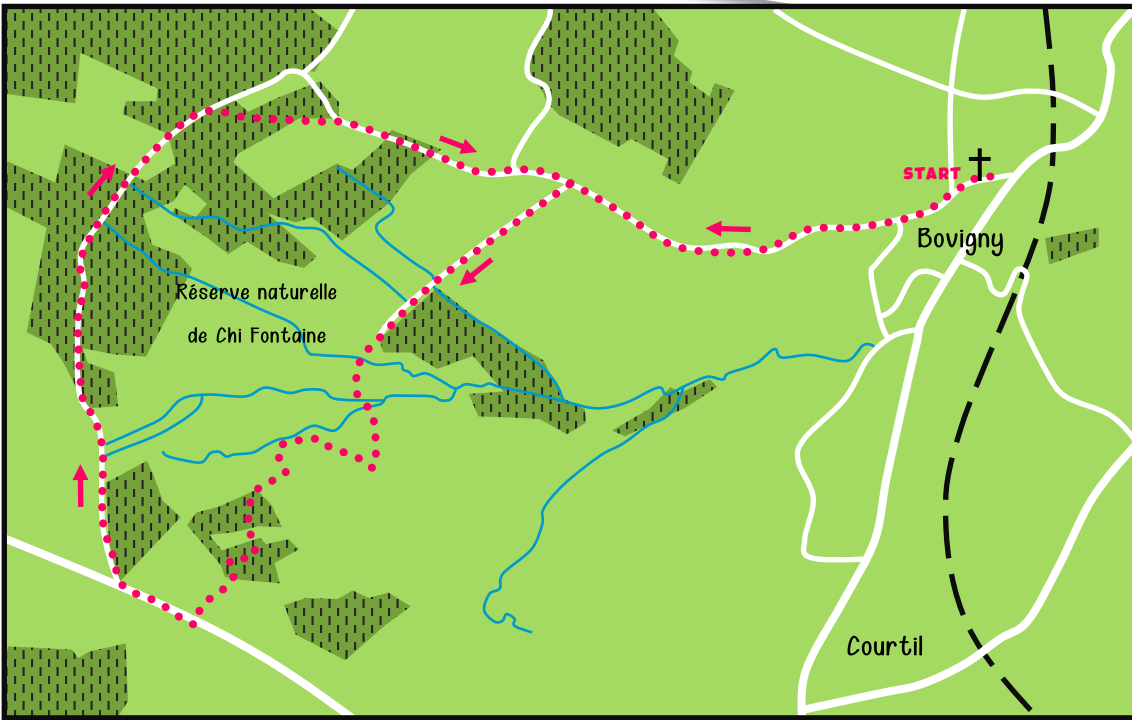 START
Bovigny
Réserve naturelle
de Chi Fontaine
Courtil